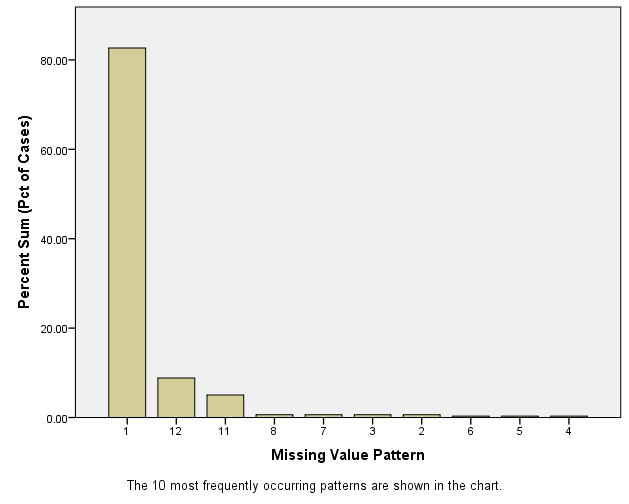 Percent Sum (Pct of Cases)
80.00
60.00
40.00
20.00
0.00
1 12 11 8 7 3 2 6 5 4
Missing Value Pattern
The 10 most frequently occurring patterns are shown in the chart.